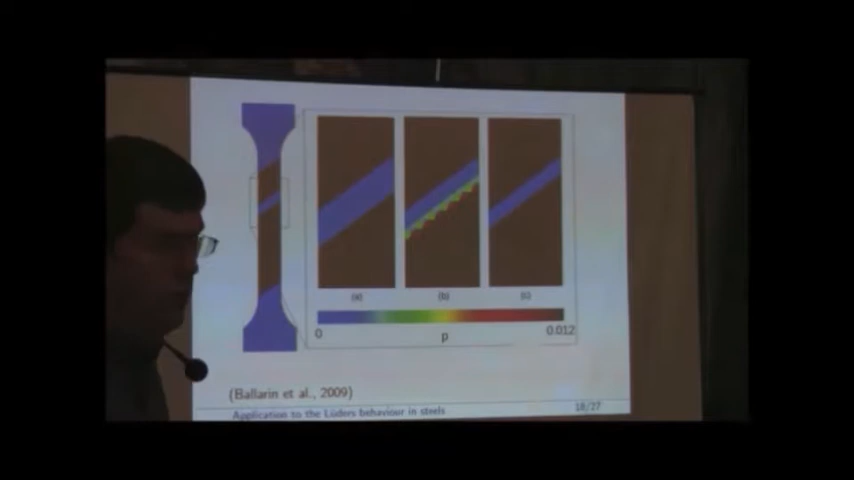 (a) (b) (c)
0 0.012
p
(Ballarin et al., 2009)
Application to the Lüders behaviour in steels 18/27